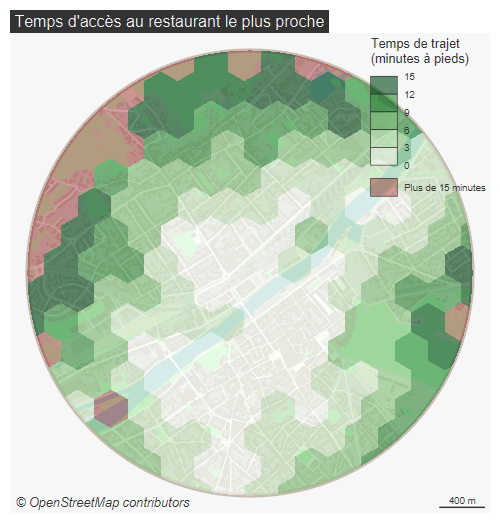 Temps d'accès au restaurant le plus proche
Temps de trajet
(minutes à pieds)
15
12
9
6
3
0
Plus de 15 minutes
© OpenStreetMap contributors
400 m